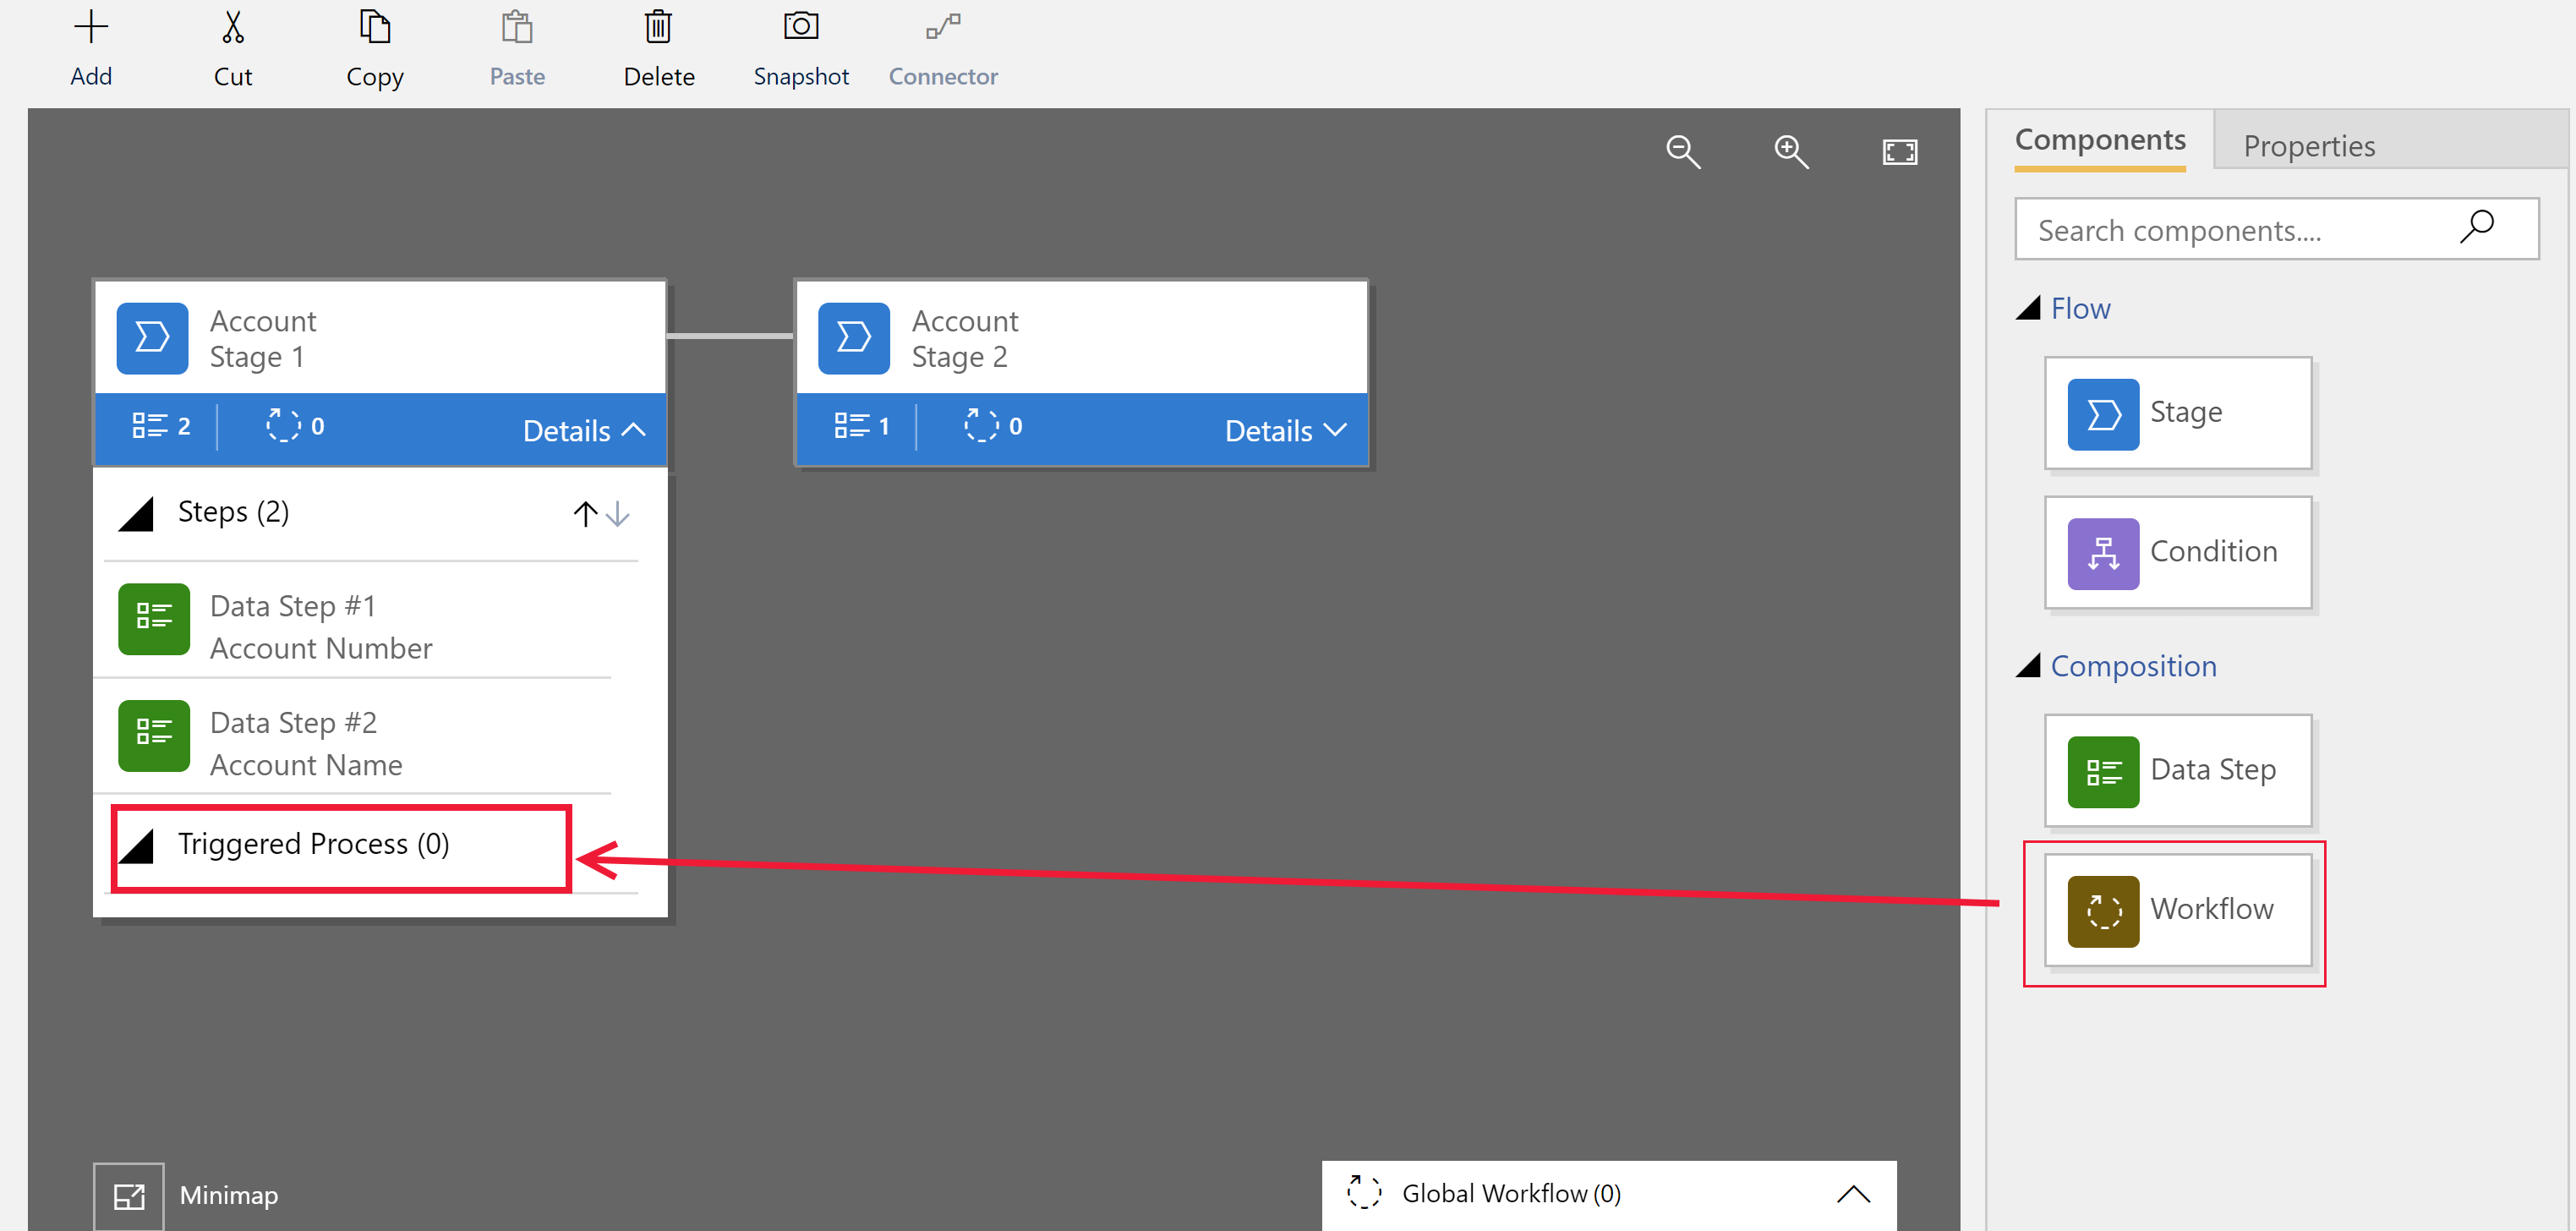 Add
Cut
Copy
Paste
Delete
Snapshot
Connector
Components
Properties
Search components....
Flow
Stage
Condition
Composition
Data Step
Workflow
Account
Stage 1
2
0
Details
Steps (2)
Data Step #1
Account Number
Data Step #2
Account Name
Triggered Process (0)
Account
Stage 2
1
0
Details
Minimap
Global Workflow (0)